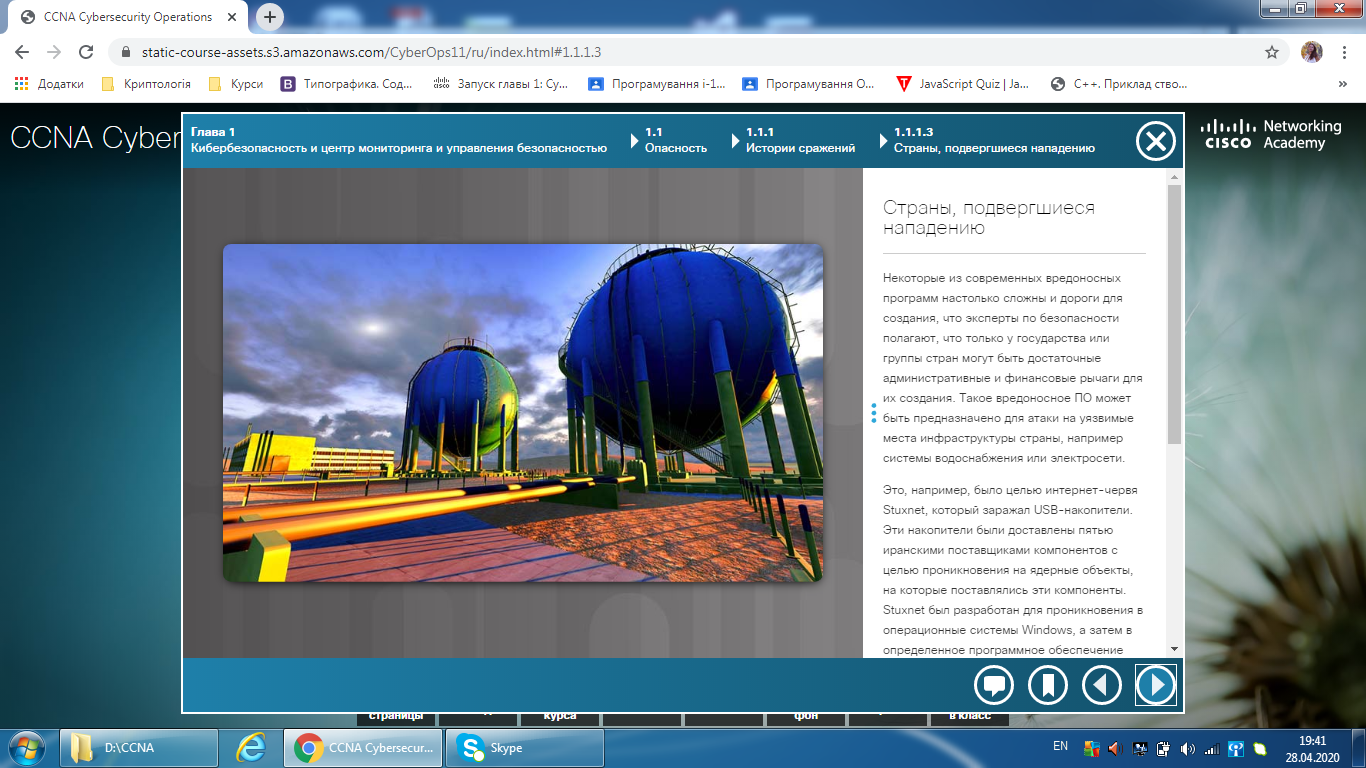 CCNA Cybersecurity Operations
static-course-assets.s3.amazonaws.com/CyberOps11/ru/index.html#1.1.1.3
Додатки
Криптологія
Курси
Типографика. Сод...
Запуск главы 1: Cy...
Програмування і-1...
Програмування О...
JavaScript Quiz | Ja...
C++. Приклад ство...
CCNA Cyber
Глава 1
Кибербезопасность и центр мониторинга и управления безопасностью
1.1
Опасность
1.1.1
Истории сражений
1.1.1.3
Страны, подвергшиеся нападению
cisco Networking
Academy
Страны, подвергшиеся
нападению
Некоторые из современных вредоносных
программ настолько сложны и дороги для
создания, что эксперты по безопасности
полагают, что только у государства или
группы стран могут быть достаточные
административные и финансовые рычаги для
их создания. Такое вредоносное ПО может
быть предназначено для атаки на уязвимые
места инфраструктуры страны, например
системы водоснабжения или электросети.
Это, например, было целью интернет-червя
Stuxnet, который заражал USB-накопители.
Эти накопители были доставлены пятью
иранскими поставщиками компонентов с
целью проникновения на ядерные объекты,
на которые поставлялись эти компоненты.
Stuxnet был разработан для проникновения в
операционные системы Windows, а затем в
определенное программное обеспечение
страницы
курса
фон
в класс
D:\CCNA
CCNA Cybersecur...
Skype
EN
19:41
28.04.2020